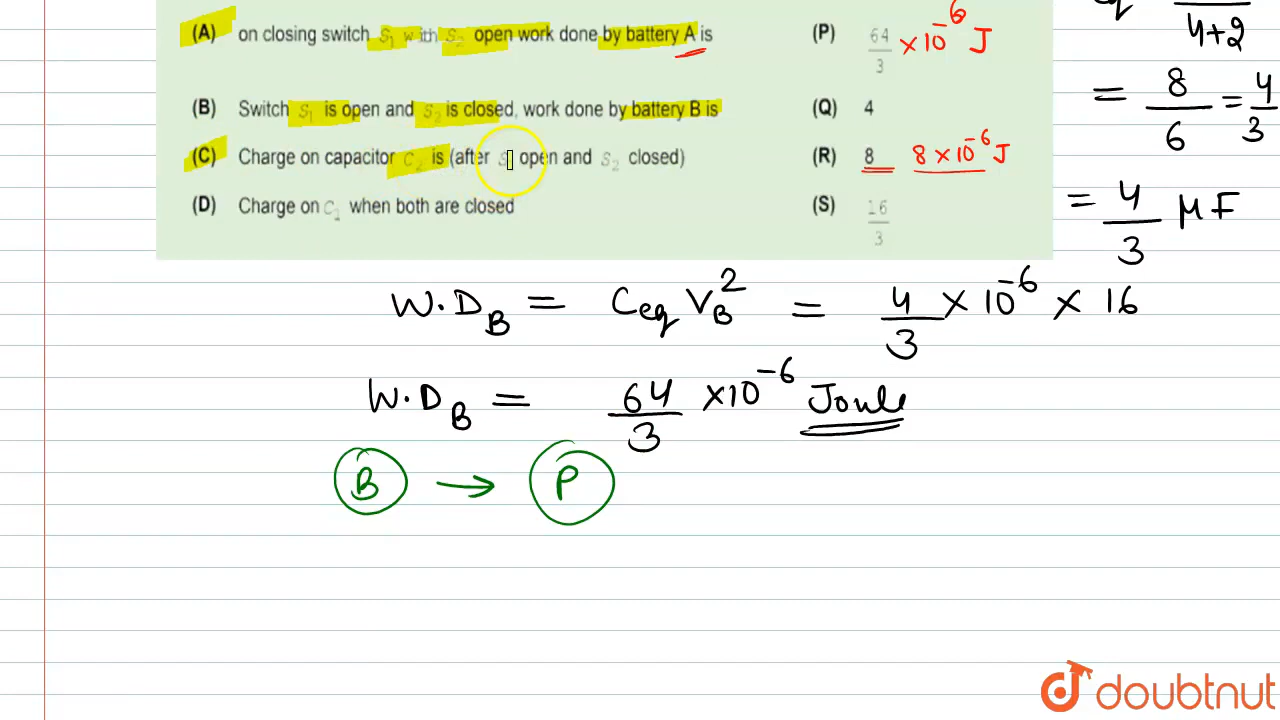 (A) on closing switch S₁ with S₂ open work done by battery A is (P) 64/3 × 10⁻⁶ J
4+2
(B) Switch S₁ is open and S₂ is closed, work done by battery B is (Q) 4
= 8/6 = 4/3
(C) Charge on capacitor C₂ is (after S open and S₂ closed) (R) 8 8 × 10⁻⁶ J
(D) Charge on C₁ when both are closed (S) 16/3
= 4/3 μF
W.D_B = C_eq V_B² = 4/3 × 10⁻⁶ × 16
W.D_B = 64/3 × 10⁻⁶ Joule
B → P
doubtnut